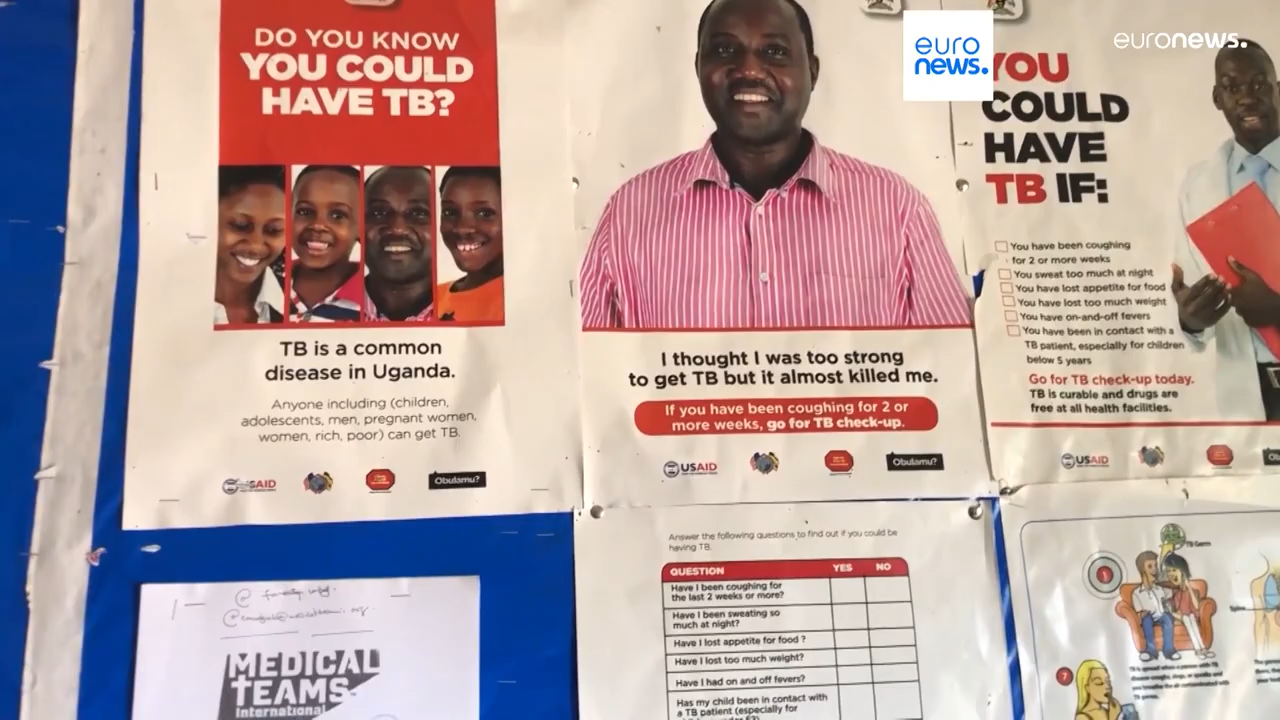 DO YOU KNOW
YOU COULD
HAVE TB?
TB is a common
disease in Uganda.
Anyone including (children,
adolescents, men, pregnant women,
women, rich, poor) can get TB.
USAID
Obulamu?
I thought I was too strong
to get TB but it almost killed me.
If you have been coughing for 2 or
more weeks, go for TB check-up.
USAID
Obulamu?
euro
news.
euronews.
YOU
COULD
HAVE
TB IF:
You have been coughing
for 2 or more weeks
You sweat too much at night
You have lost appetite for food
You have lost too much weight
You have on-and-off fevers
You have been in contact with a
TB patient, especially for children
below 5 years
Go for TB check-up today.
TB is curable and drugs are
free at all health facilities.
USAID
MEDICAL
TEAMS
International
Answer the following questions to find out if you could be
having TB.
QUESTION YES NO
Have I been coughing for
the last 2 weeks or more?
Have I been sweating so
much at night?
Have I lost appetite for food ?
Have I lost too much weight?
Have I had on and off fevers?
Has my child been in contact with
a TB patient (especially for
1
TB Germ
7